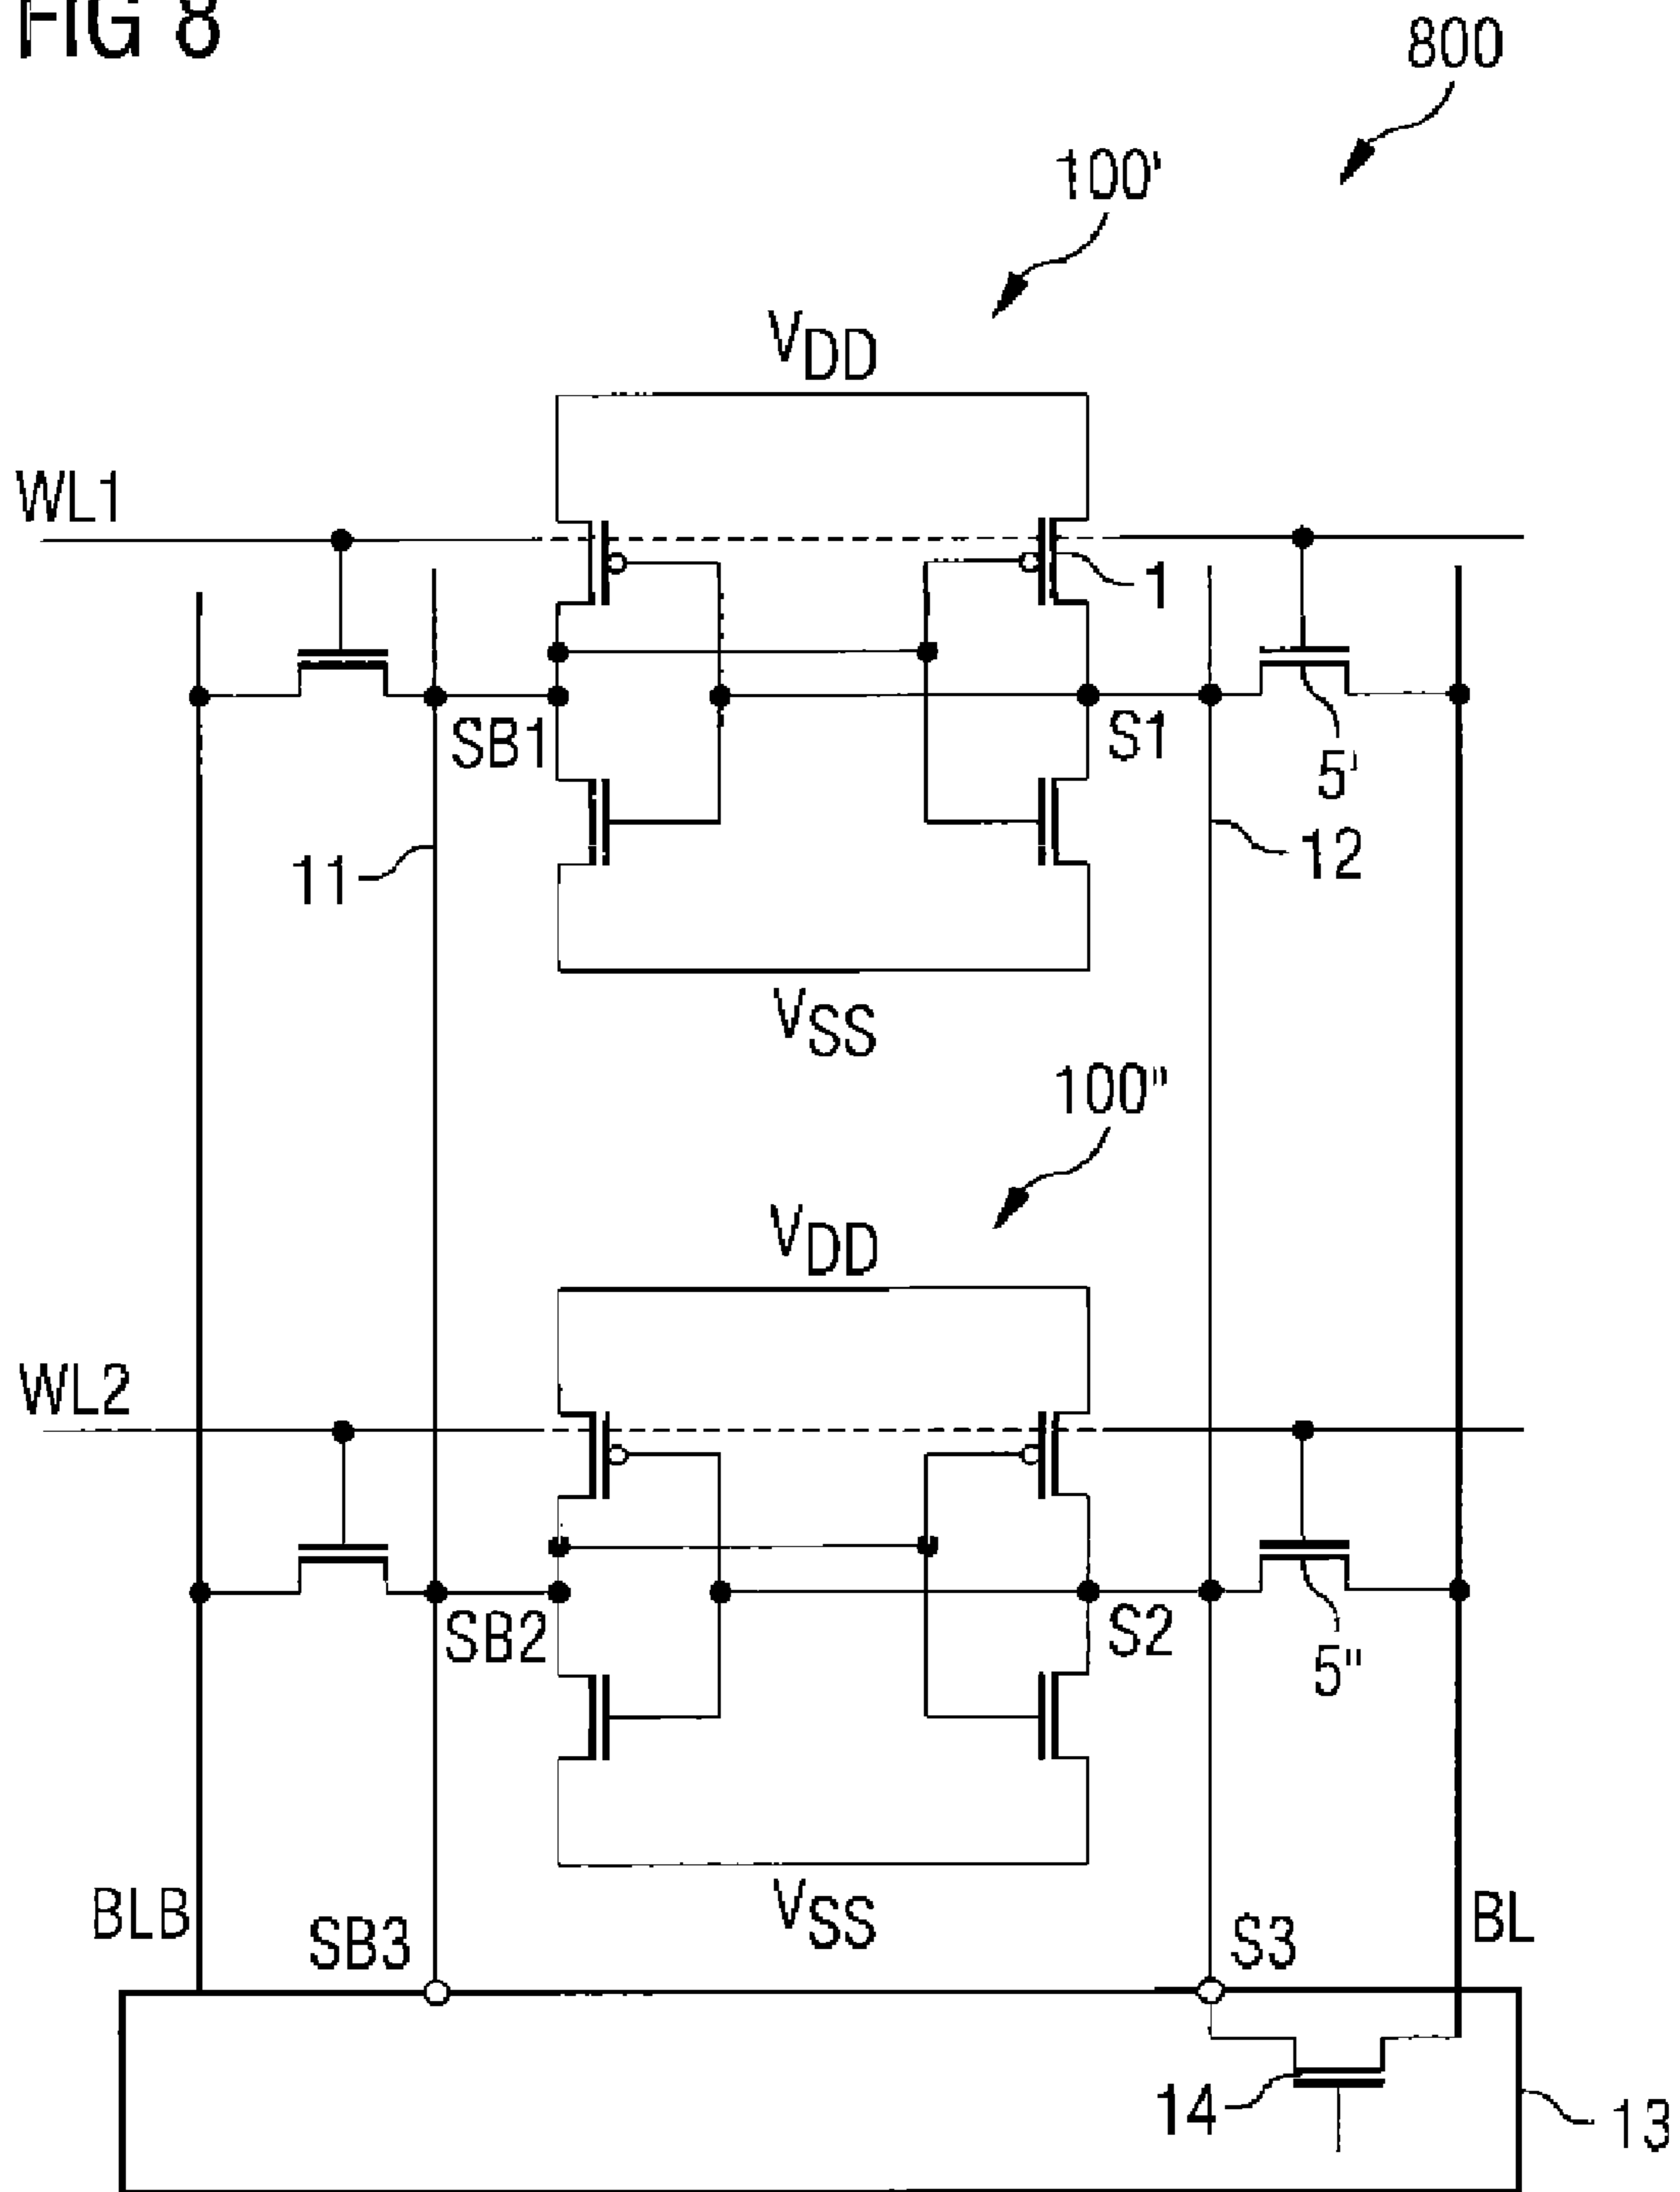 FIG 8
800
100'
VDD
WL1
1
SB1
S1
5'
11
12
VSS
100"
VDD
WL2
SB2
S2
5"
VSS
BLB
SB3
S3
BL
14
13